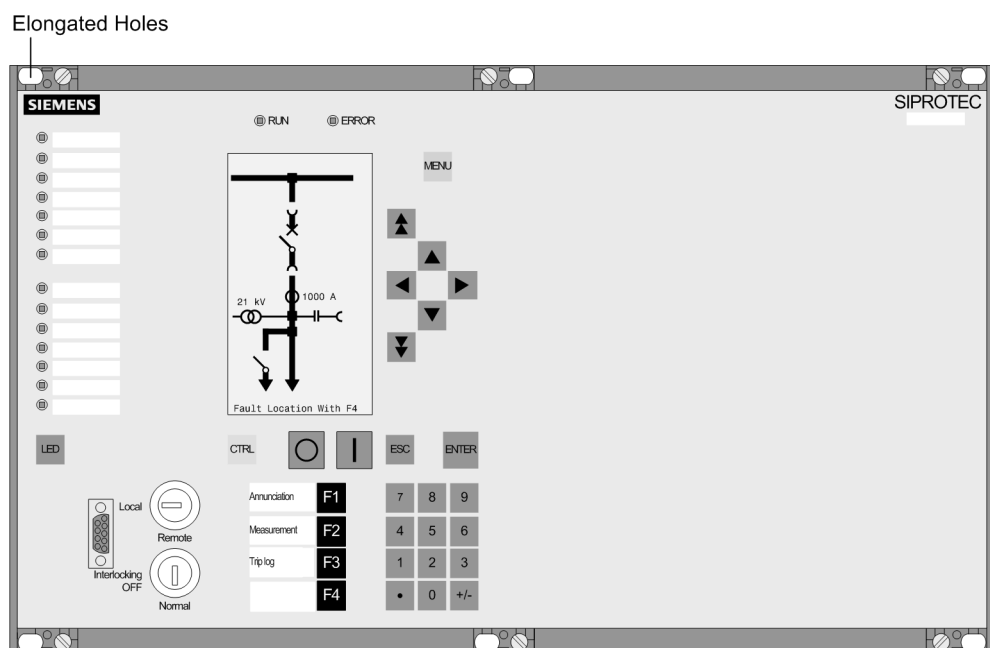 Elongated Holes
SIEMENS
SIPROTEC
RUN
ERROR
MENU
21 kV
1000 A
Fault Location With F4
LED
CTRL
ESC
ENTER
Local
Remote
Interlocking
OFF
Normal
Annunciation F1
Measurement F2
Trip log F3
F4
7 8 9
4 5 6
1 2 3
• 0 +/-